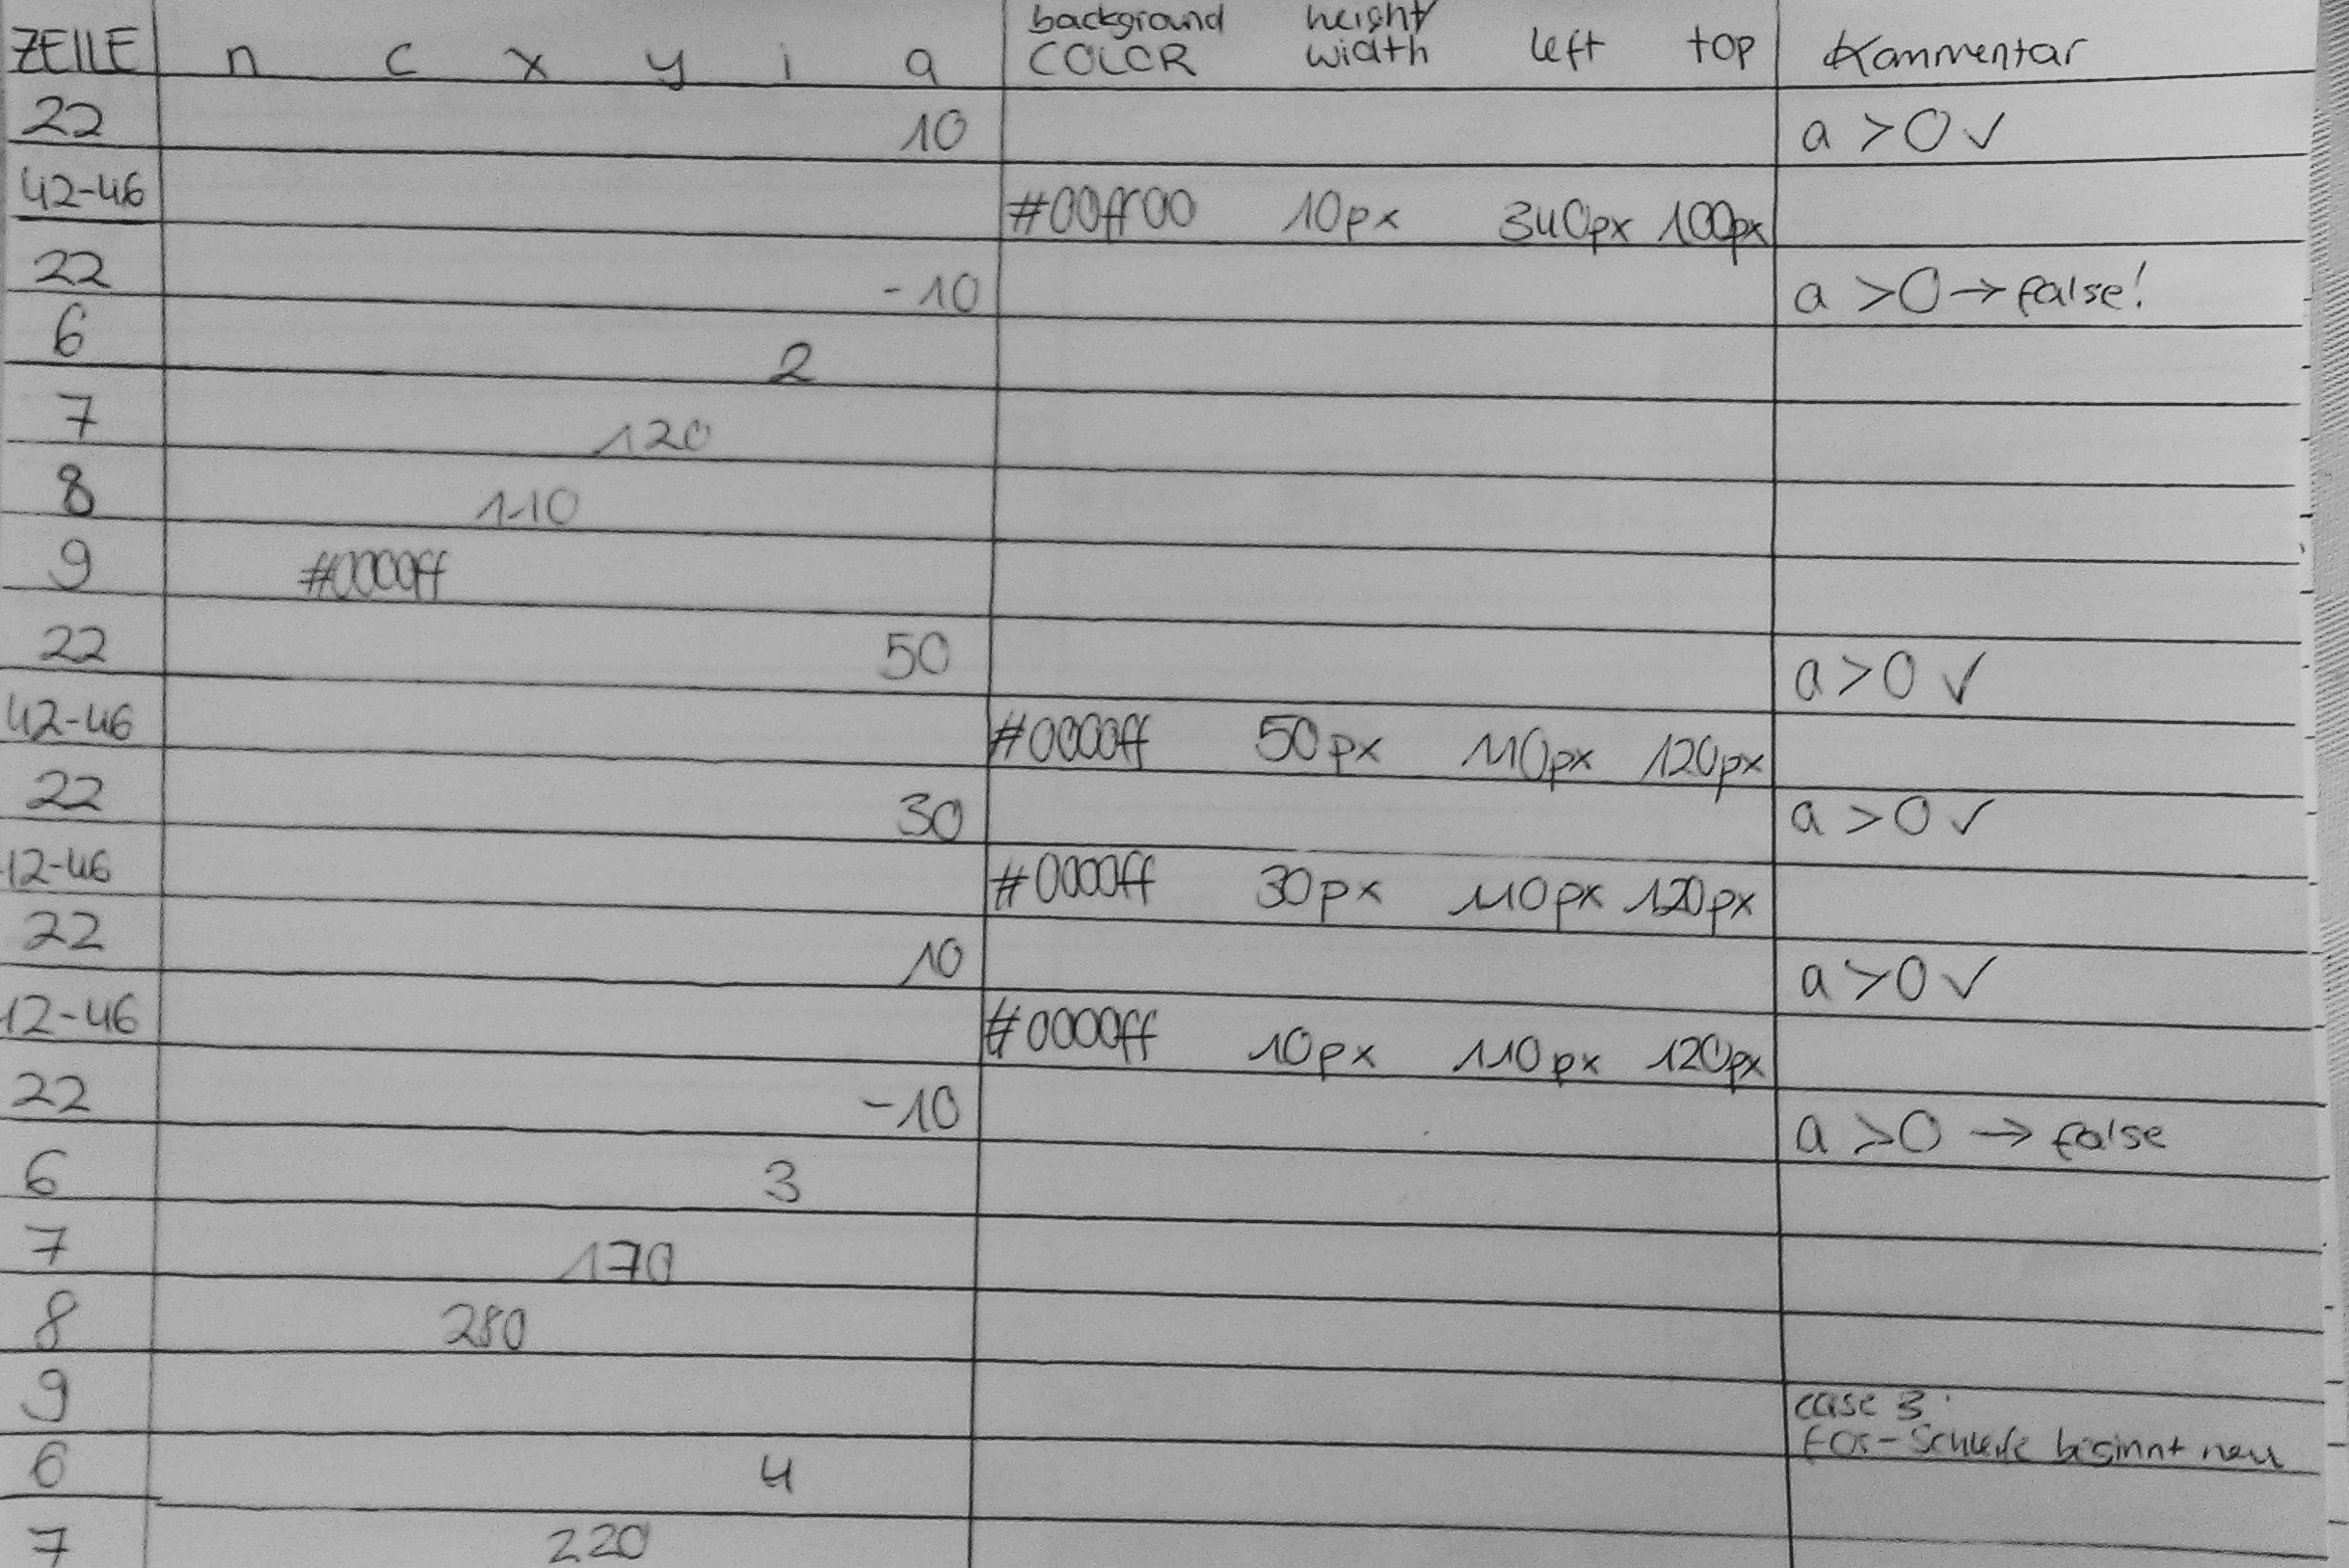 ZEILE n c x y i a background COLOR height width left top Kommentar
22 10 a > 0 ✓
42-46 #00ff00 10px 340px 100px
22 -10 a > 0 → false!
6 2
7 120
8 110
9 #0000ff
22 50 a > 0 ✓
42-46 #0000ff 50px 110px 120px
22 30 a > 0 ✓
12-46 #0000ff 30px 110px 120px
22 10 a > 0 ✓
12-46 #0000ff 10px 110px 120px
22 -10 a > 0 → false
6 3
7 170
8 280
9 case 3:
for-Schleife beginnt neu
6 4
7 220